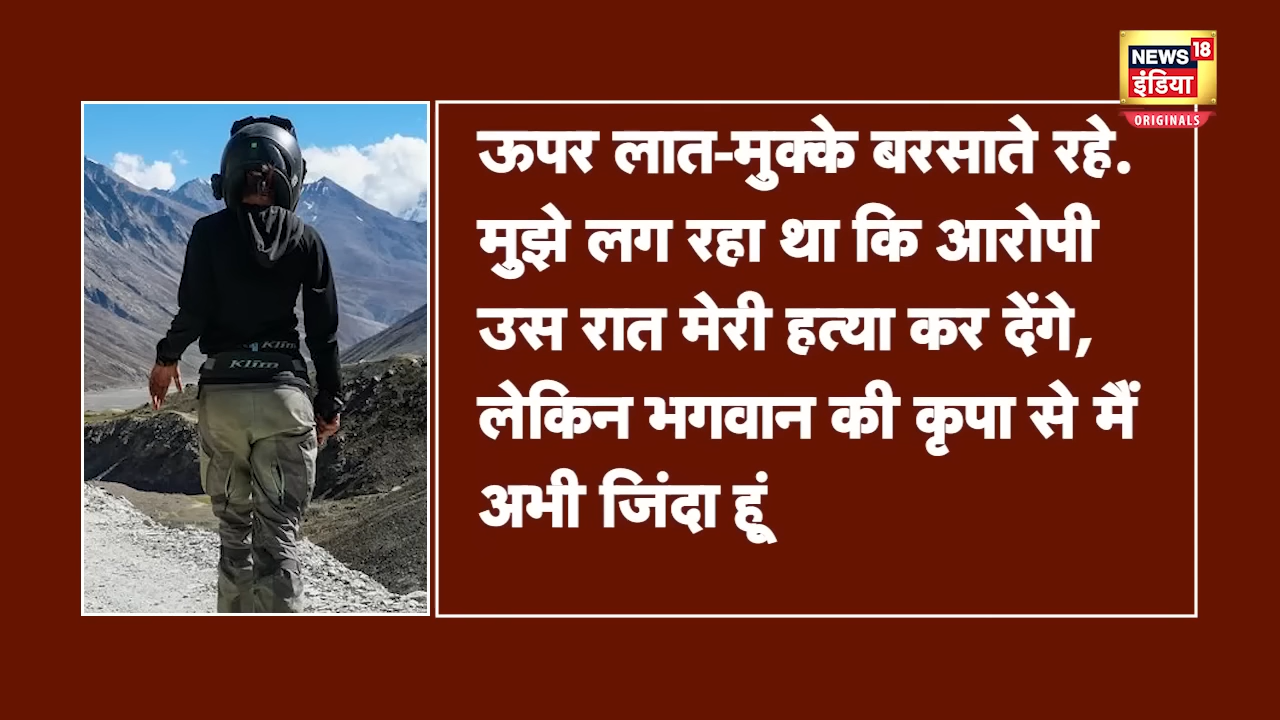 NEWS 18
इंडिया
ORIGINALS
ऊपर लात-मुक्के बरसाते रहे.
मुझे लग रहा था कि आरोपी
उस रात मेरी हत्या कर देंगे,
लेकिन भगवान की कृपा से मैं
अभी जिंदा हूं
Klim
Klim